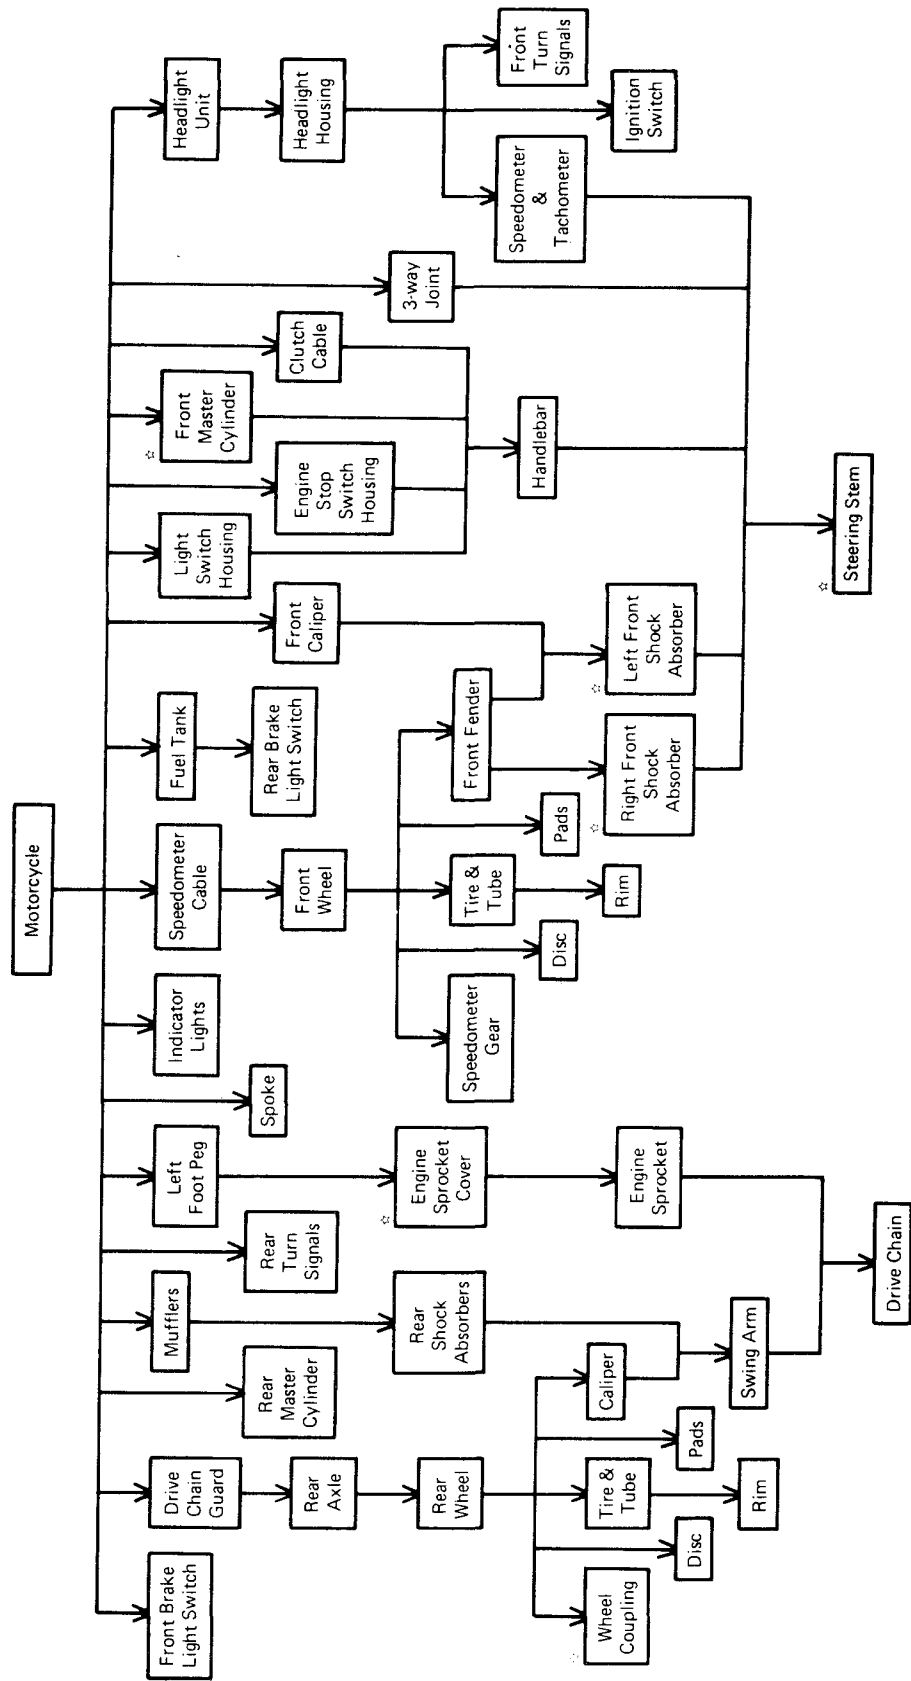 Motorcycle
Front Brake
Light Switch
Drive
Chain
Guard
Rear
Master
Cylinder
Mufflers
Rear
Turn
Signals
Left
Foot Peg
Spoke
Indicator
Lights
Speedometer
Cable
Fuel Tank
Front
Caliper
Light
Switch
Housing
Engine
Stop
Switch
Housing
☆
Front
Master
Cylinder
Clutch
Cable
3-way
Joint
Headlight
Unit
Rear
Axle
Front
Wheel
Rear Brake
Light Switch
Headlight
Housing
Rear
Wheel
Rear
Shock
Absorbers
☆
Engine
Sprocket
Cover
Speedometer
Gear
Disc
Tire &
Tube
Pads
Front Fender
Handlebar
Speedometer
&
Tachometer
Front
Turn
Signals
Ignition
Switch
☆
Wheel
Coupling
Disc
Tire &
Tube
Pads
Caliper
Engine
Sprocket
Rim
☆
Right Front
Shock
Absorber
☆
Left Front
Shock
Absorber
Rim
Swing Arm
☆
Steering Stem
Drive Chain